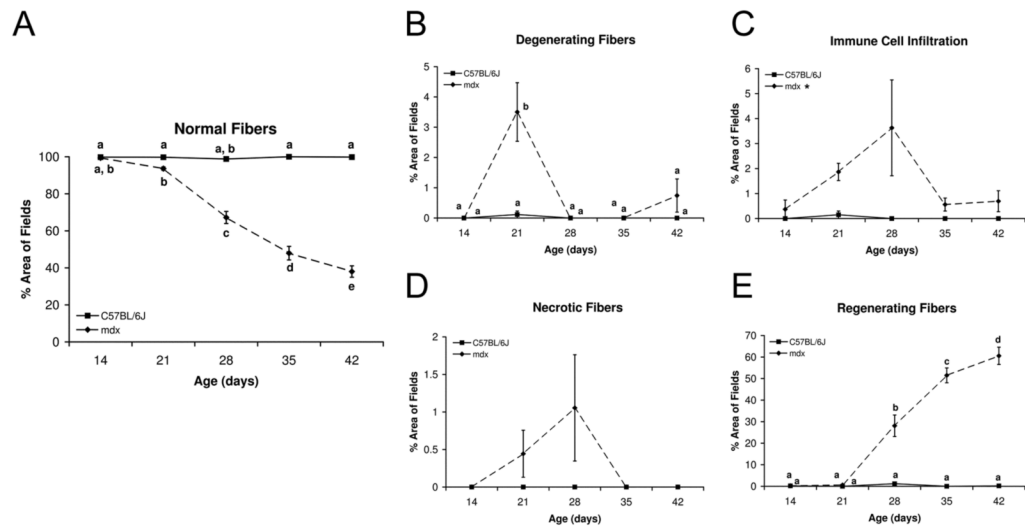 A
Normal Fibers
% Area of Fields
100
80
60
40
20
0
a
a
a, b
a
a
a, b
b
c
d
e
C57BL/6J
mdx
14 21 28 35 42
Age (days)
B
Degenerating Fibers
% Area of Fields
5
4
3
2
1
0
C57BL/6J
mdx
b
a
a
a
a
a
a
a
a
a
14 21 28 35 42
Age (days)
C
Immune Cell Infiltration
% Area of Fields
6
5
4
3
2
1
0
C57BL/6J
mdx *
14 21 28 35 42
Age (days)
D
Necrotic Fibers
% Area of Fields
2
1.5
1
0.5
0
C57BL/6J
mdx
14 21 28 35 42
Age (days)
E
Regenerating Fibers
% Area of Fields
70
60
50
40
30
20
10
0
C57BL/6J
mdx
d
c
b
a
a
a
a
a
a
a
14 21 28 35 42
Age (days)